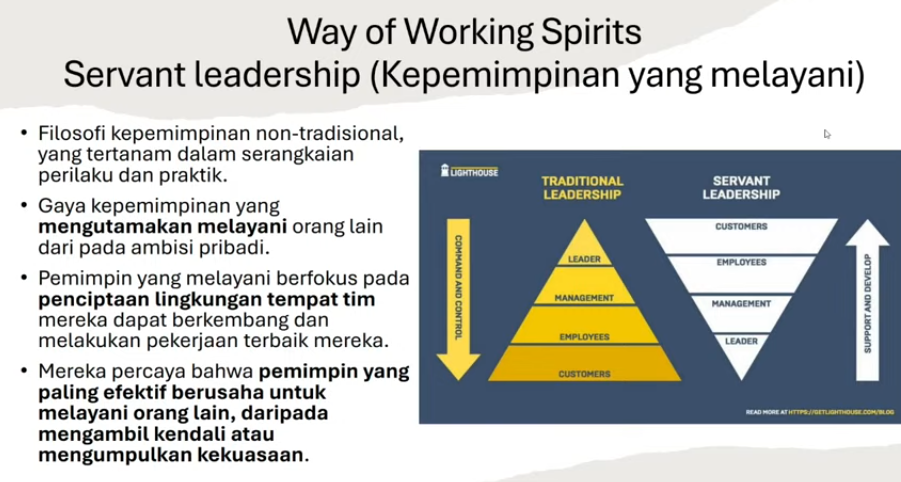 Way of Working Spirits
Servant leadership (Kepemimpinan yang melayani)
• Filosofi kepemimpinan non-tradisional,
yang tertanam dalam serangkaian
perilaku dan praktik.
• Gaya kepemimpinan yang
mengutamakan melayani orang lain
dari pada ambisi pribadi.
• Pemimpin yang melayani berfokus pada
penciptaan lingkungan tempat tim
mereka dapat berkembang dan
melakukan pekerjaan terbaik mereka.
• Mereka percaya bahwa pemimpin yang
paling efektif berusaha untuk
melayani orang lain, daripada
mengambil kendali atau
mengumpulkan kekuasaan.
LIGHTHOUSE
TRADITIONAL
LEADERSHIP
COMMAND AND CONTROL
LEADER
MANAGEMENT
EMPLOYEES
CUSTOMERS
SERVANT
LEADERSHIP
CUSTOMERS
EMPLOYEES
MANAGEMENT
LEADER
SUPPORT AND DEVELOP
READ MORE AT HTTPS://GETLIGHTHOUSE.COM/BLOG